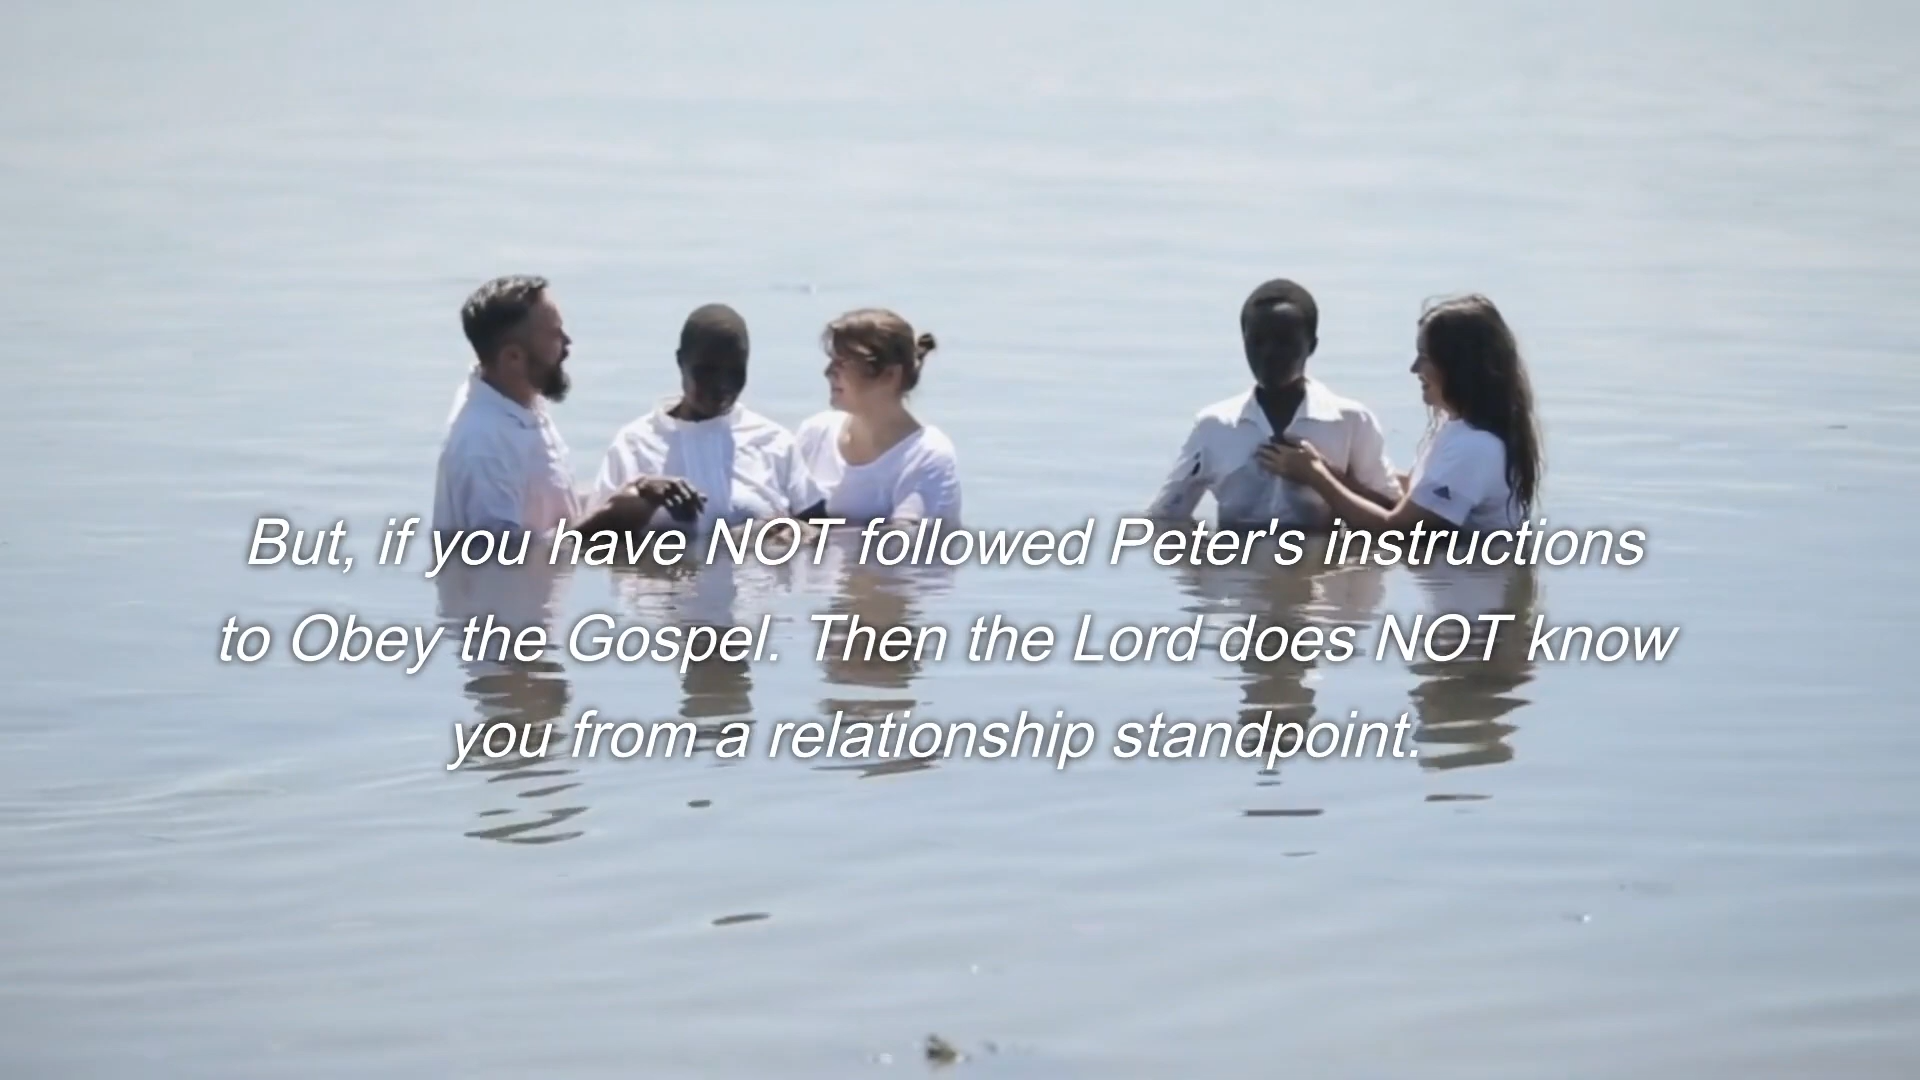 But, if you have NOT followed Peter's instructions
to Obey the Gospel. Then the Lord does NOT know
you from a relationship standpoint.